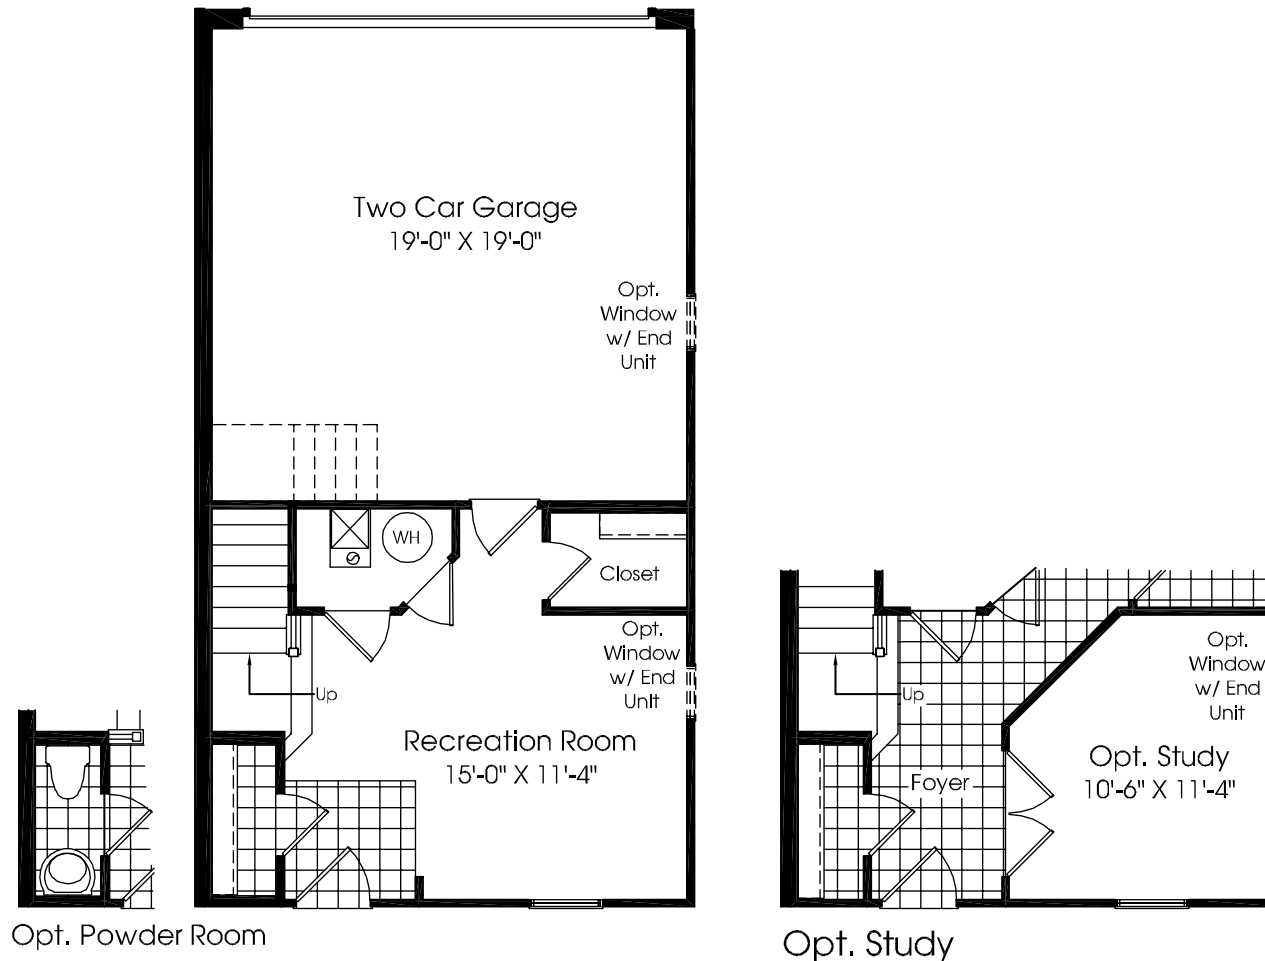 Two Car Garage
19'-0" X 19'-0"
Opt.
Window
w/ End
Unit
WH
Closet
Opt.
Window
w/ End
Unit
Up
Recreation Room
15'-0" X 11'-4"
Opt. Powder Room
Opt.
Window
w/ End
Unit
Up
Foyer
Opt. Study
10'-6" X 11'-4"
Opt. Study